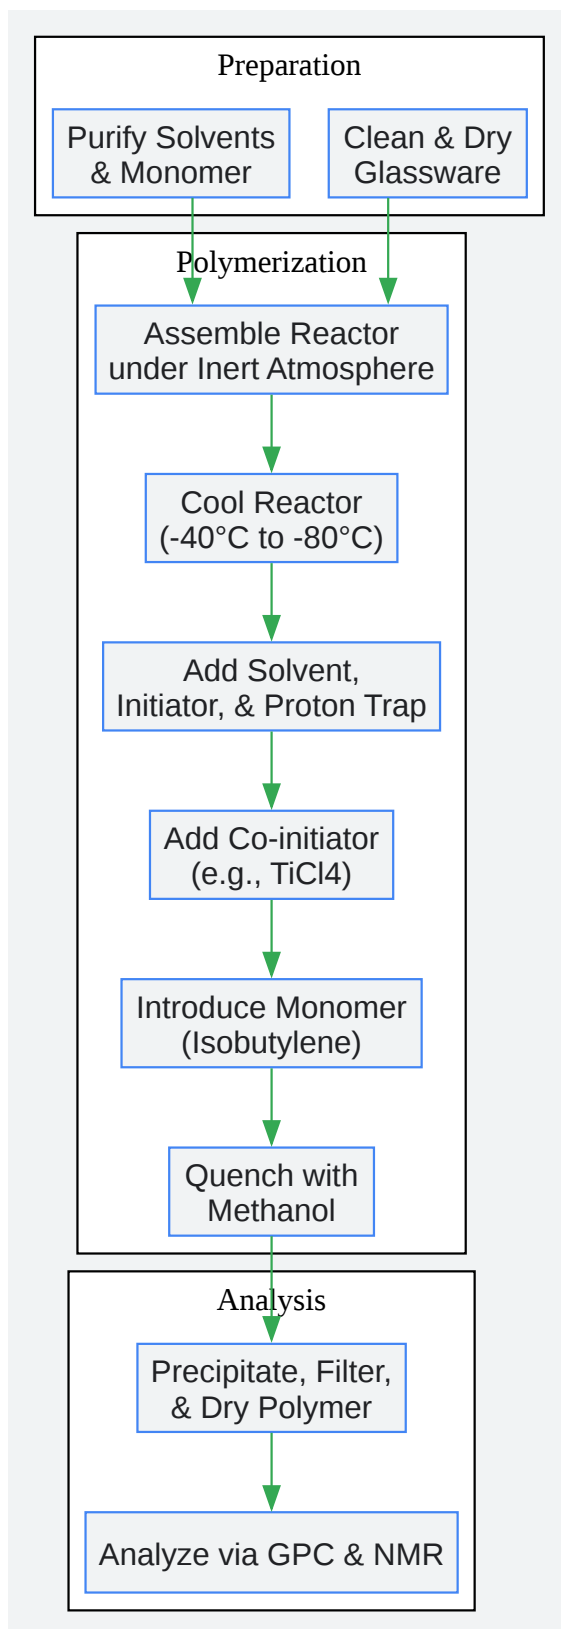 Preparation
Purify Solvents
& Monomer
Clean & Dry
Glassware
Polymerization
Assemble Reactor
under Inert Atmosphere
Cool Reactor
(-40°C to -80°C)
Add Solvent,
Initiator, & Proton Trap
Add Co-initiator
(e.g., TiCl4)
Introduce Monomer
(Isobutylene)
Quench with
Methanol
Analysis
Precipitate, Filter,
& Dry Polymer
Analyze via GPC & NMR